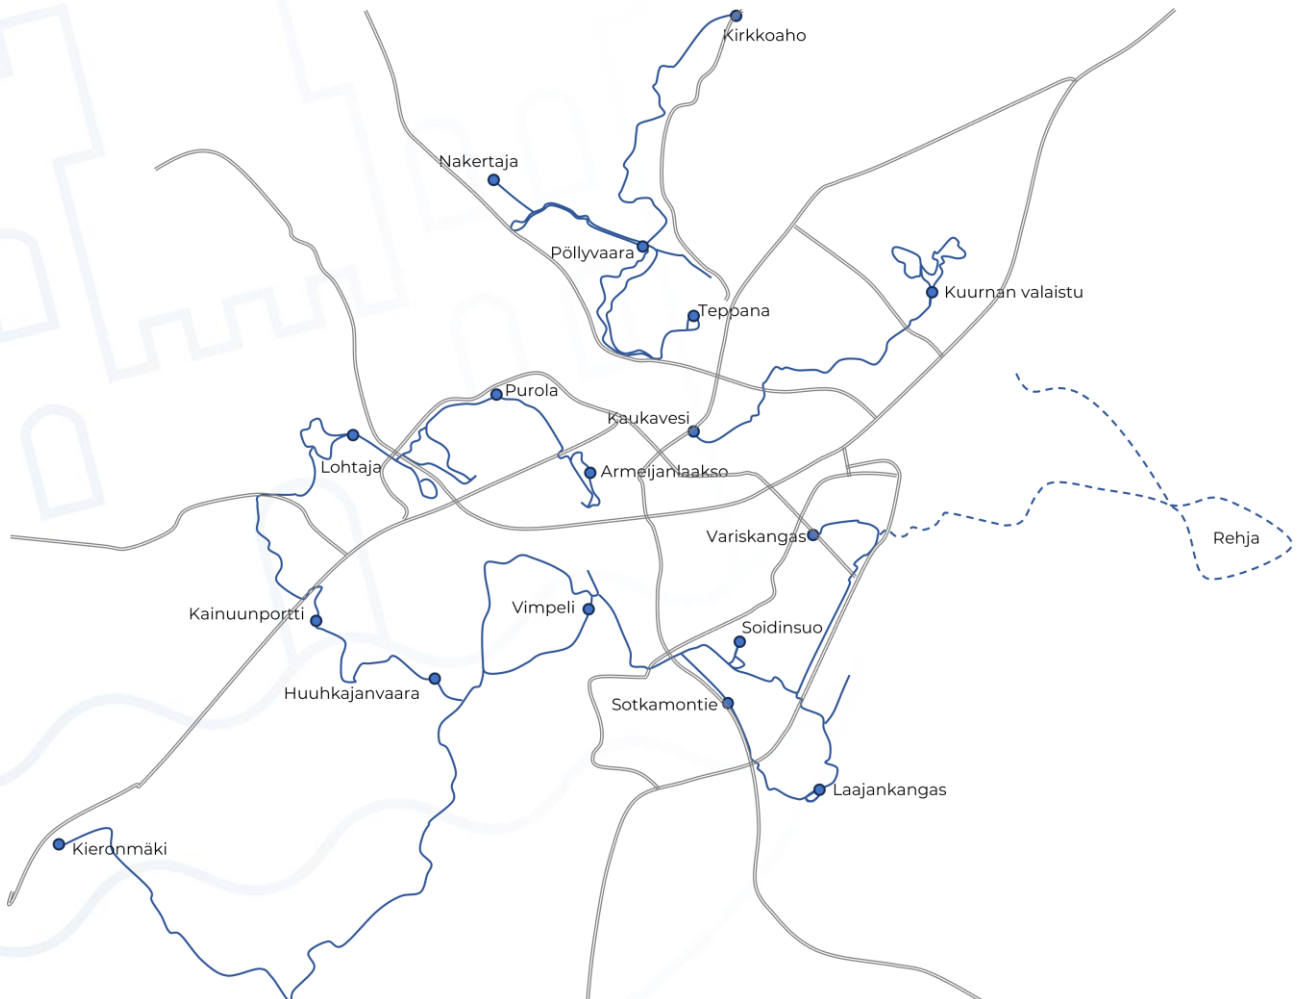 Kirkkoaho
Nakertaja
Pöllyvaara
Kuurnan valaistu
Teppana
Purola
Kaukavesi
Lohtaja
Armeijanlaakso
Variskangas
Rehja
Vimpeli
Kainuunportti
Soidinsuo
Huuhkajanvaara
Sotkamontie
Laajankangas
Kieronmäki